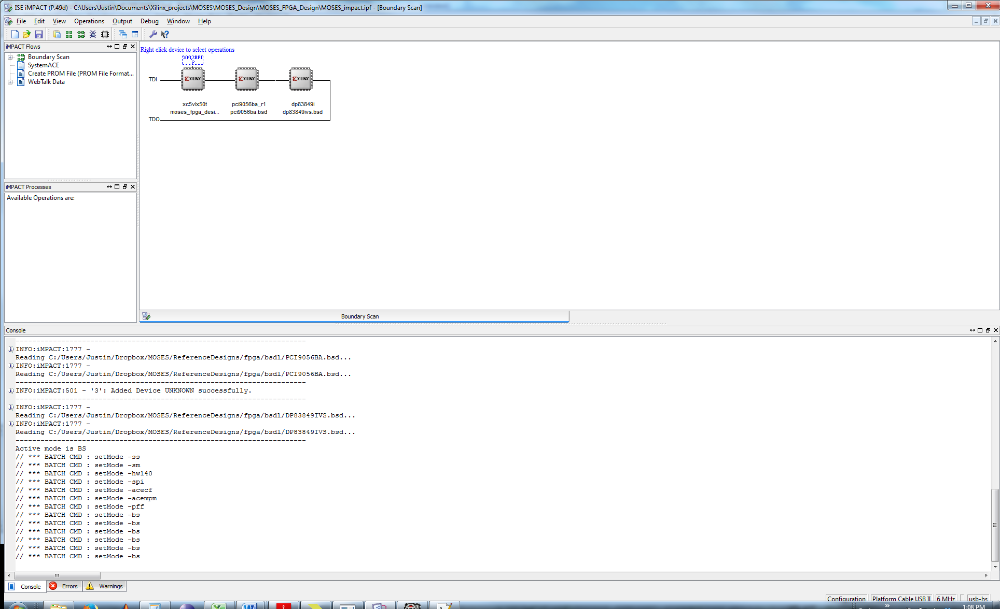 ISE iMPACT (P.49d) - C:\Users\Justin\Documents\Xilinx_projects\MOSES\MOSES_Design\MOSES_FPGA_Design\MOSES_impact.ipf - [Boundary Scan]
File Edit View Operations Output Debug Window Help
iMPACT Flows
Boundary Scan
SystemACE
Create PROM File (PROM File Format...
WebTalk Data
iMPACT Processes
Available Operations are:
Right click device to select operations
SPI/BPI
?
TDI
XILINX XILINX XILINX
xc5vlx50t pci9056ba_r1 dp83849i
moses_fpga_desi... pci9056ba.bsd dp83849ivs.bsd
TDO
Boundary Scan
Console
INFO:iMPACT:1777 -
Reading C:/Users/Justin/Dropbox/MOSES/ReferenceDesigns/fpga/bsdl/PCI9056BA.bsd...
INFO:iMPACT:1777 -
Reading C:/Users/Justin/Dropbox/MOSES/ReferenceDesigns/fpga/bsdl/PCI9056BA.bsd...
----------------------------------------------------------------------
INFO:iMPACT:501 - '3': Added Device UNKNOWN successfully.
----------------------------------------------------------------------
INFO:iMPACT:1777 -
Reading C:/Users/Justin/Dropbox/MOSES/ReferenceDesigns/fpga/bsdl/DP83849IVS.bsd...
INFO:iMPACT:1777 -
Reading C:/Users/Justin/Dropbox/MOSES/ReferenceDesigns/fpga/bsdl/DP83849IVS.bsd...
----------------------------------------------------------------------
Active mode is BS
// *** BATCH CMD : setMode -ss
// *** BATCH CMD : setMode -sm
// *** BATCH CMD : setMode -hw140
// *** BATCH CMD : setMode -spi
// *** BATCH CMD : setMode -acecf
// *** BATCH CMD : setMode -acempm
// *** BATCH CMD : setMode -pff
// *** BATCH CMD : setMode -bs
// *** BATCH CMD : setMode -bs
// *** BATCH CMD : setMode -bs
// *** BATCH CMD : setMode -bs
// *** BATCH CMD : setMode -bs
// *** BATCH CMD : setMode -bs
Console Errors Warnings
Configuration Platform Cable USB II 6 MHz usb-hs
1:08 PM